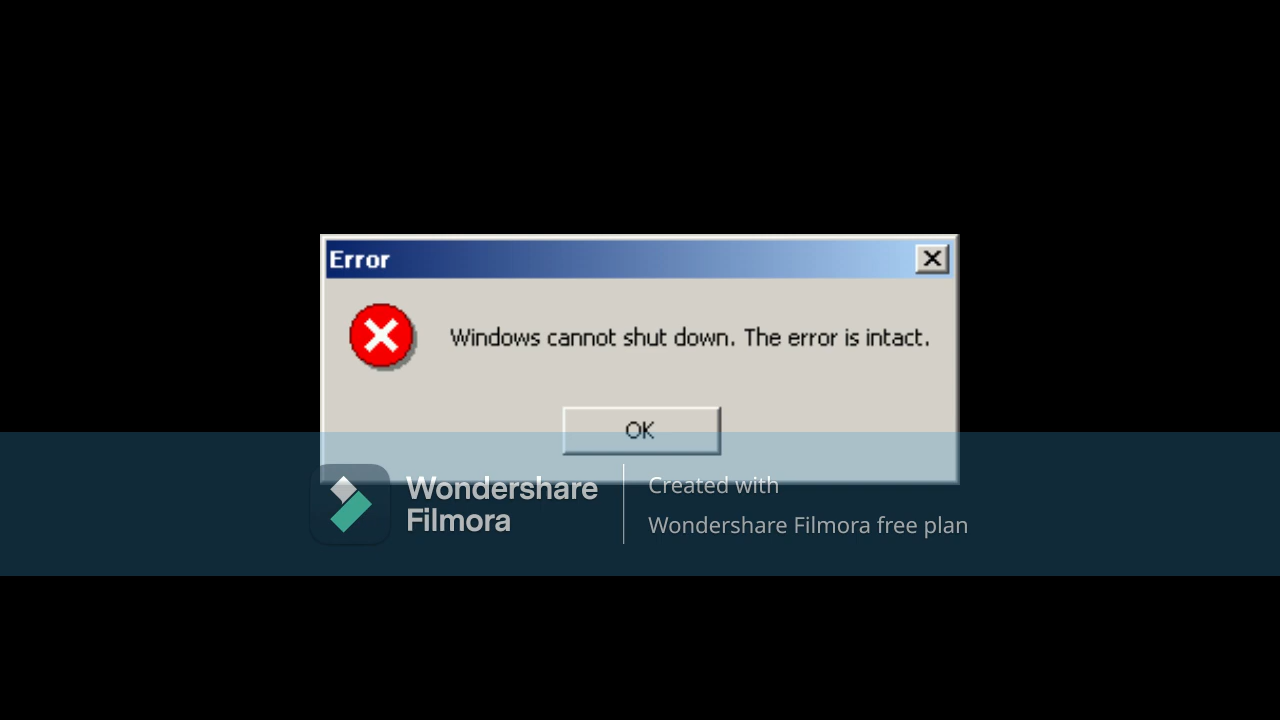 Error
Windows cannot shut down. The error is intact.
OK
Wondershare
Filmora
Created with
Wondershare Filmora free plan